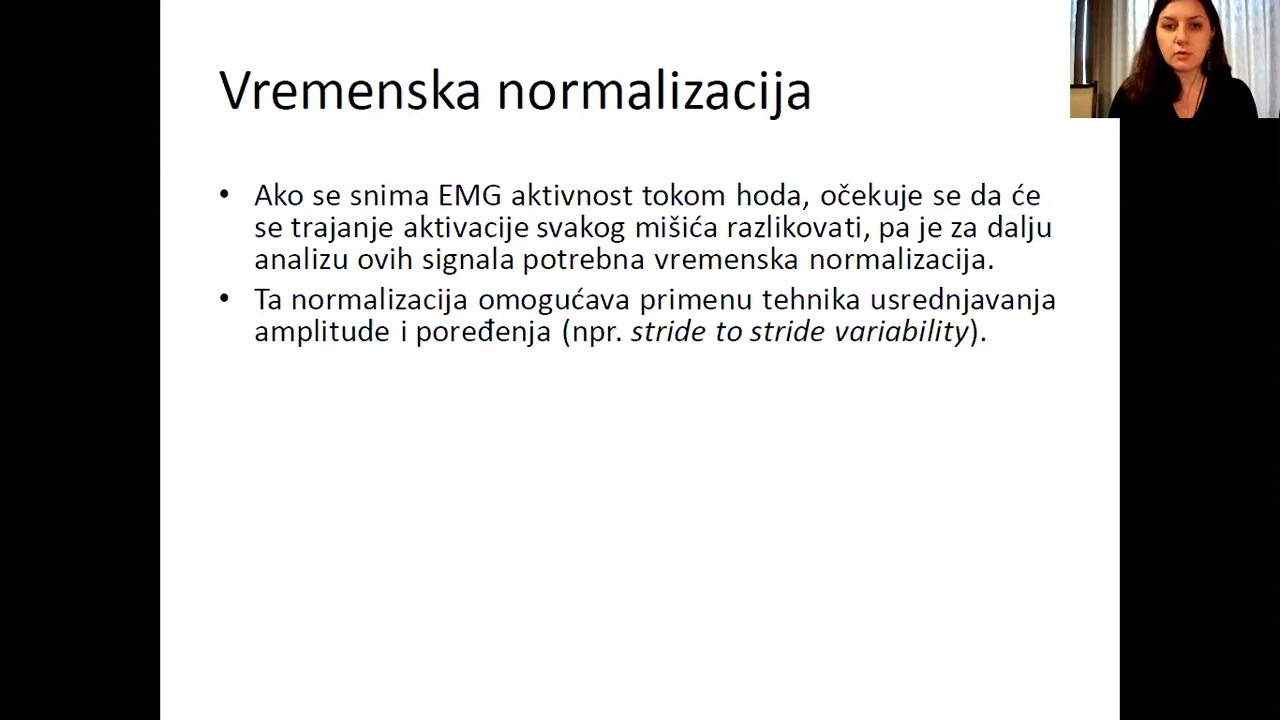 Vremenska normalizacija
• Ako se snima EMG aktivnost tokom hoda, očekuje se da će
se trajanje aktivacije svakog mišića razlikovati, pa je za dalju
analizu ovih signala potrebna vremenska normalizacija.
• Ta normalizacija omogućava primenu tehnika usrednjavanja
amplitude i poređenja (npr. stride to stride variability).